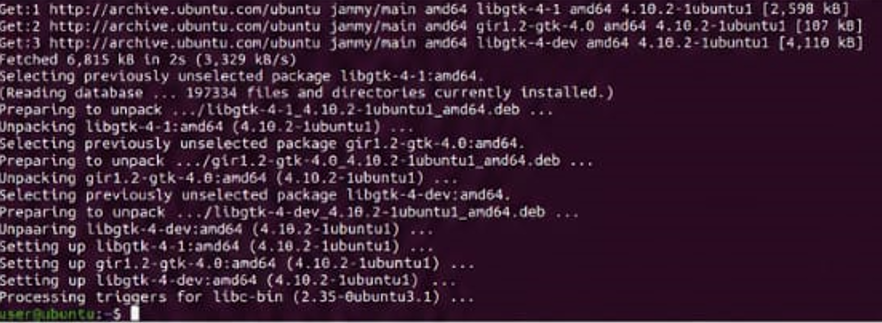 Get:1 http://archive.ubuntu.com/ubuntu jammy/main amd64 libgtk-4-1 amd64 4.10.2-1ubuntu1 [2,598 kB]
Get:2 http://archive.ubuntu.com/ubuntu jammy/main amd64 gir1.2-gtk-4.0 amd64 4.10.2-1ubuntu1 [107 kB]
Get:3 http://archive.ubuntu.com/ubuntu jammy/main amd64 libgtk-4-dev amd64 4.10.2-1ubuntu1 [4,110 kB]
Fetched 6,815 kB in 2s (3,329 kB/s)
Selecting previously unselected package libgtk-4-1:amd64.
(Reading database ... 197334 files and directories currently installed.)
Preparing to unpack .../libgtk-4-1_4.10.2-1ubuntu1_amd64.deb ...
Unpacking libgtk-4-1:amd64 (4.10.2-1ubuntu1) ...
Selecting previously unselected package gir1.2-gtk-4.0:amd64.
Preparing to unpack .../gir1.2-gtk-4.0_4.10.2-1ubuntu1_amd64.deb ...
Unpacking gir1.2-gtk-4.0:amd64 (4.10.2-1ubuntu1) ...
Selecting previously unselected package libgtk-4-dev:amd64.
Preparing to unpack .../libgtk-4-dev_4.10.2-1ubuntu1_amd64.deb ...
Unpaaring libgtk-4-dev:amd64 (4.10.2-1ubuntu1) ...
Setting up libgtk-4-1:amd64 (4.10.2-1ubuntu1) ...
Setting up gir1.2-gtk-4.0:amd64 (4.10.2-1ubuntu1) ...
Setting up libgtk-4-dev:amd64 (4.10.2-1ubuntu1) ...
Processing triggers for libc-bin (2.35-0ubuntu3.1) ...
user@ubuntu:~$